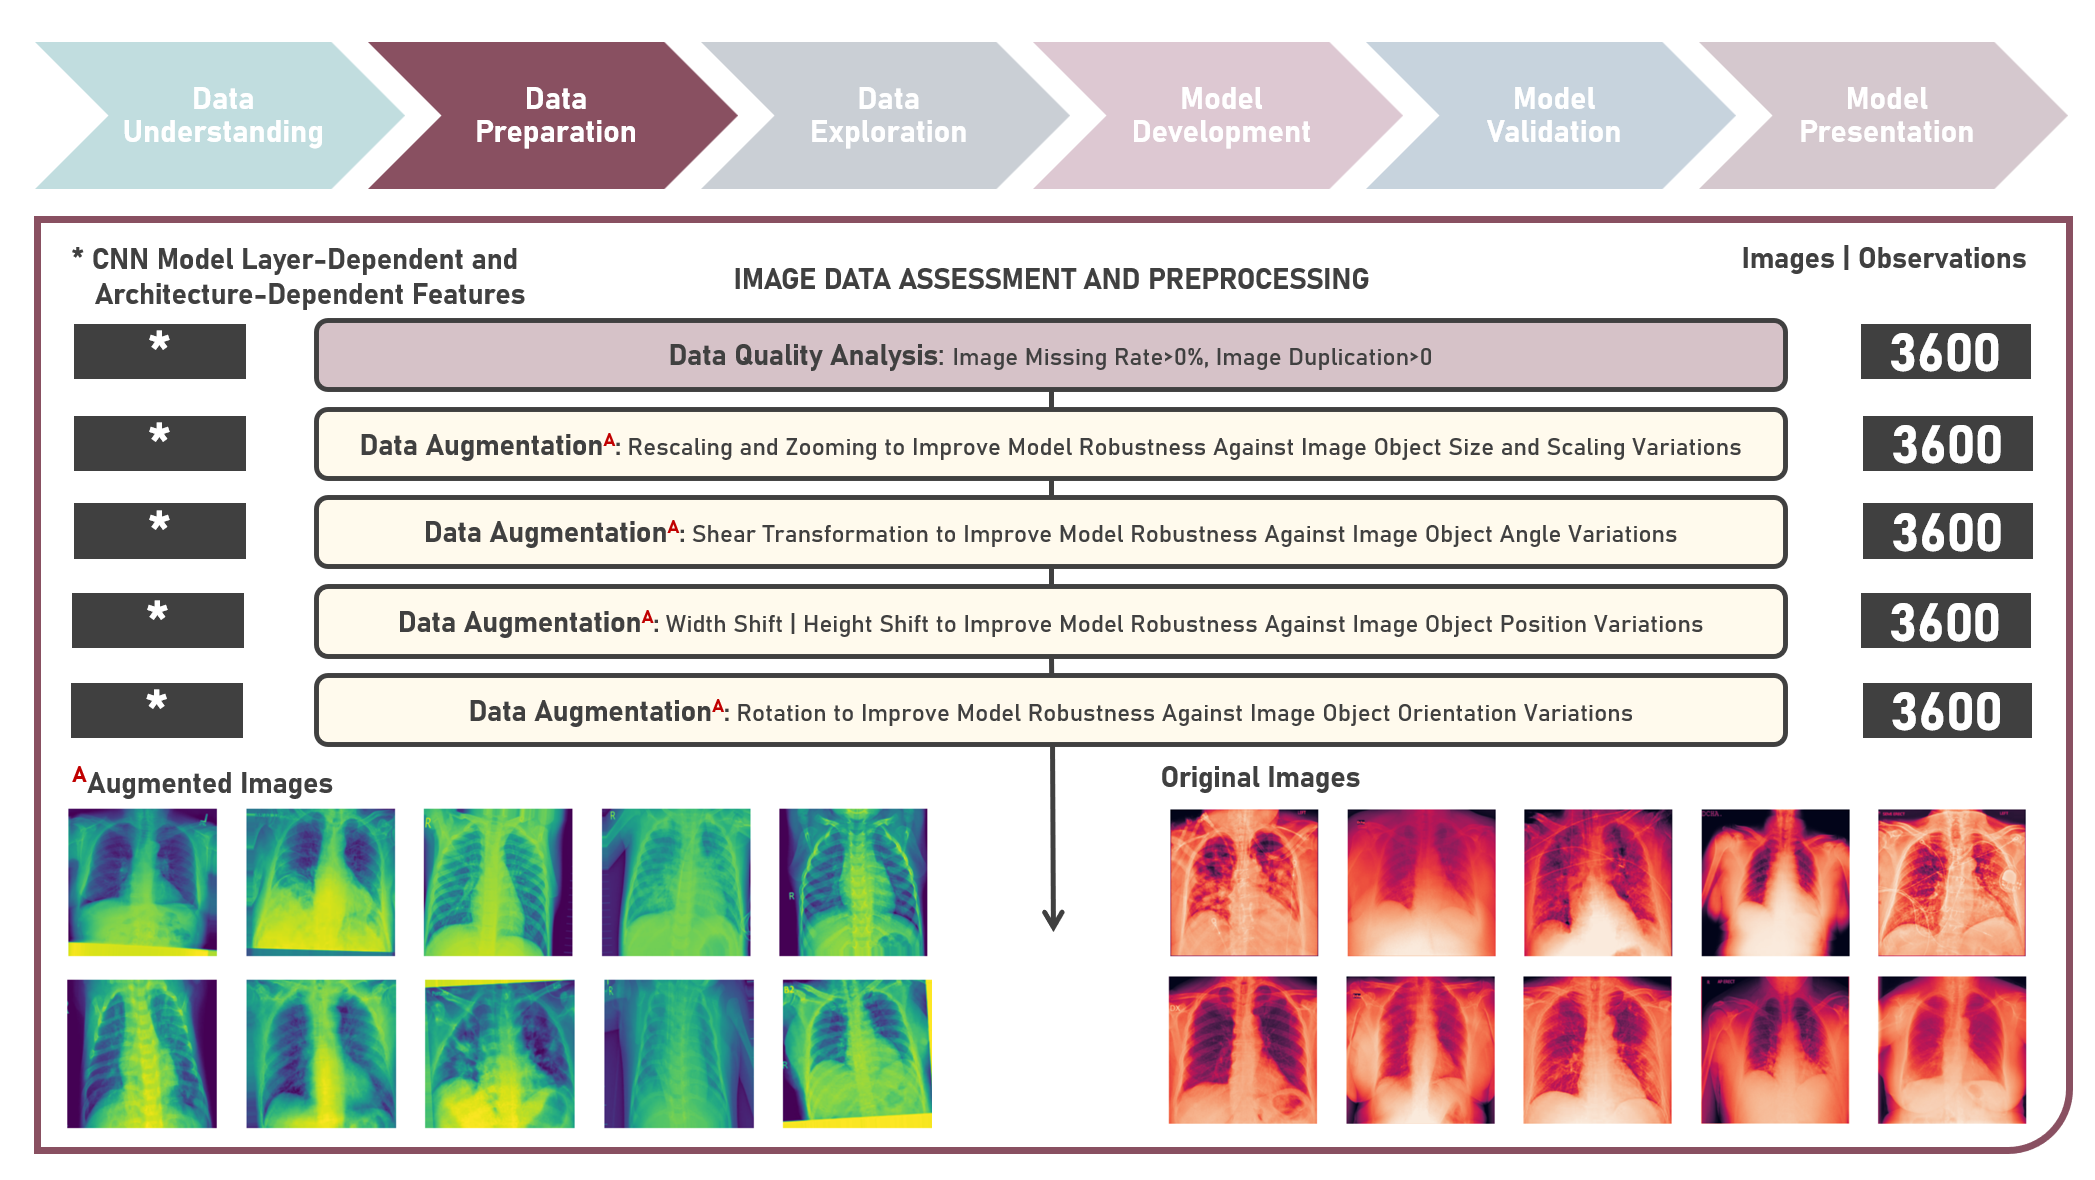 Data
Understanding
Data
Preparation
Data
Exploration
Model
Development
Model
Validation
Model
Presentation
* CNN Model Layer-Dependent and
Architecture-Dependent Features
IMAGE DATA ASSESSMENT AND PREPROCESSING
Images | Observations
*
Data Quality Analysis: Image Missing Rate>0%, Image Duplication>0
3600
*
Data Augmentation^A: Rescaling and Zooming to Improve Model Robustness Against Image Object Size and Scaling Variations
3600
*
Data Augmentation^A: Shear Transformation to Improve Model Robustness Against Image Object Angle Variations
3600
*
Data Augmentation^A: Width Shift | Height Shift to Improve Model Robustness Against Image Object Position Variations
3600
*
Data Augmentation^A: Rotation to Improve Model Robustness Against Image Object Orientation Variations
3600
^AAugmented Images
Original Images
R
R
R
R
R